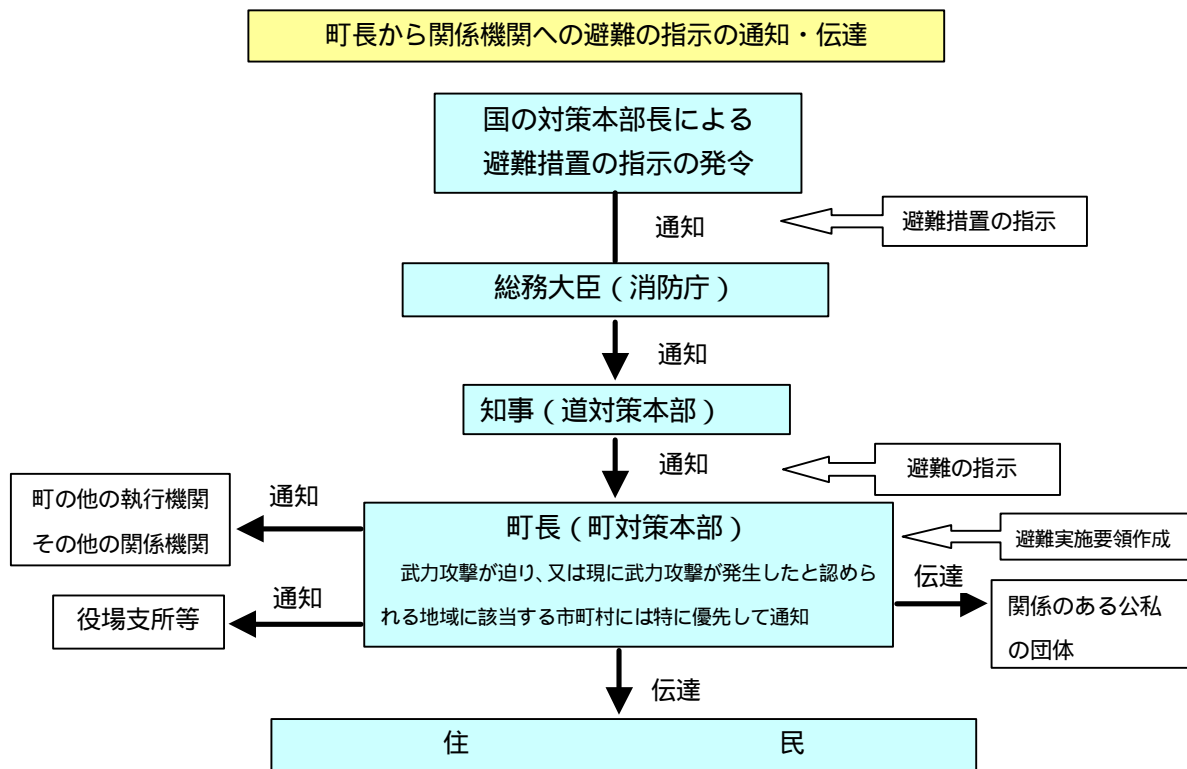 町長から関係機関への避難の指示の通知・伝達
国の対策本部長による
避難措置の指示の発令
通知
避難措置の指示
総務大臣（消防庁）
通知
知事（道対策本部）
通知
避難の指示
町の他の執行機関
その他の関係機関
通知
町長（町対策本部）
武力攻撃が迫り、又は現に武力攻撃が発生したと認めら
れる地域に該当する市町村には特に優先して通知
避難実施要領作成
役場支所等
通知
伝達
関係のある公私
の団体
伝達
住 民